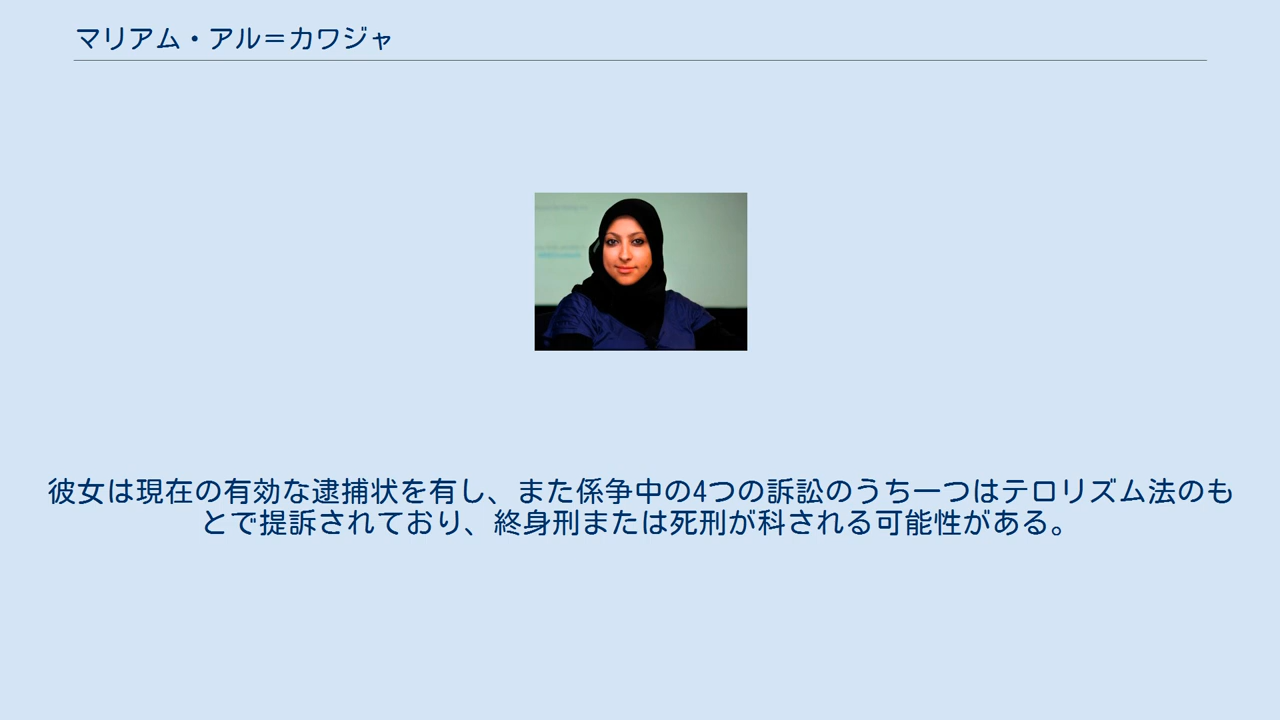 マリアム・アル＝カワジャ
彼女は現在の有効な逮捕状を有し、また係争中の4つの訴訟のうち一つはテロリズム法のも
とで提訴されており、終身刑または死刑が科される可能性がある。